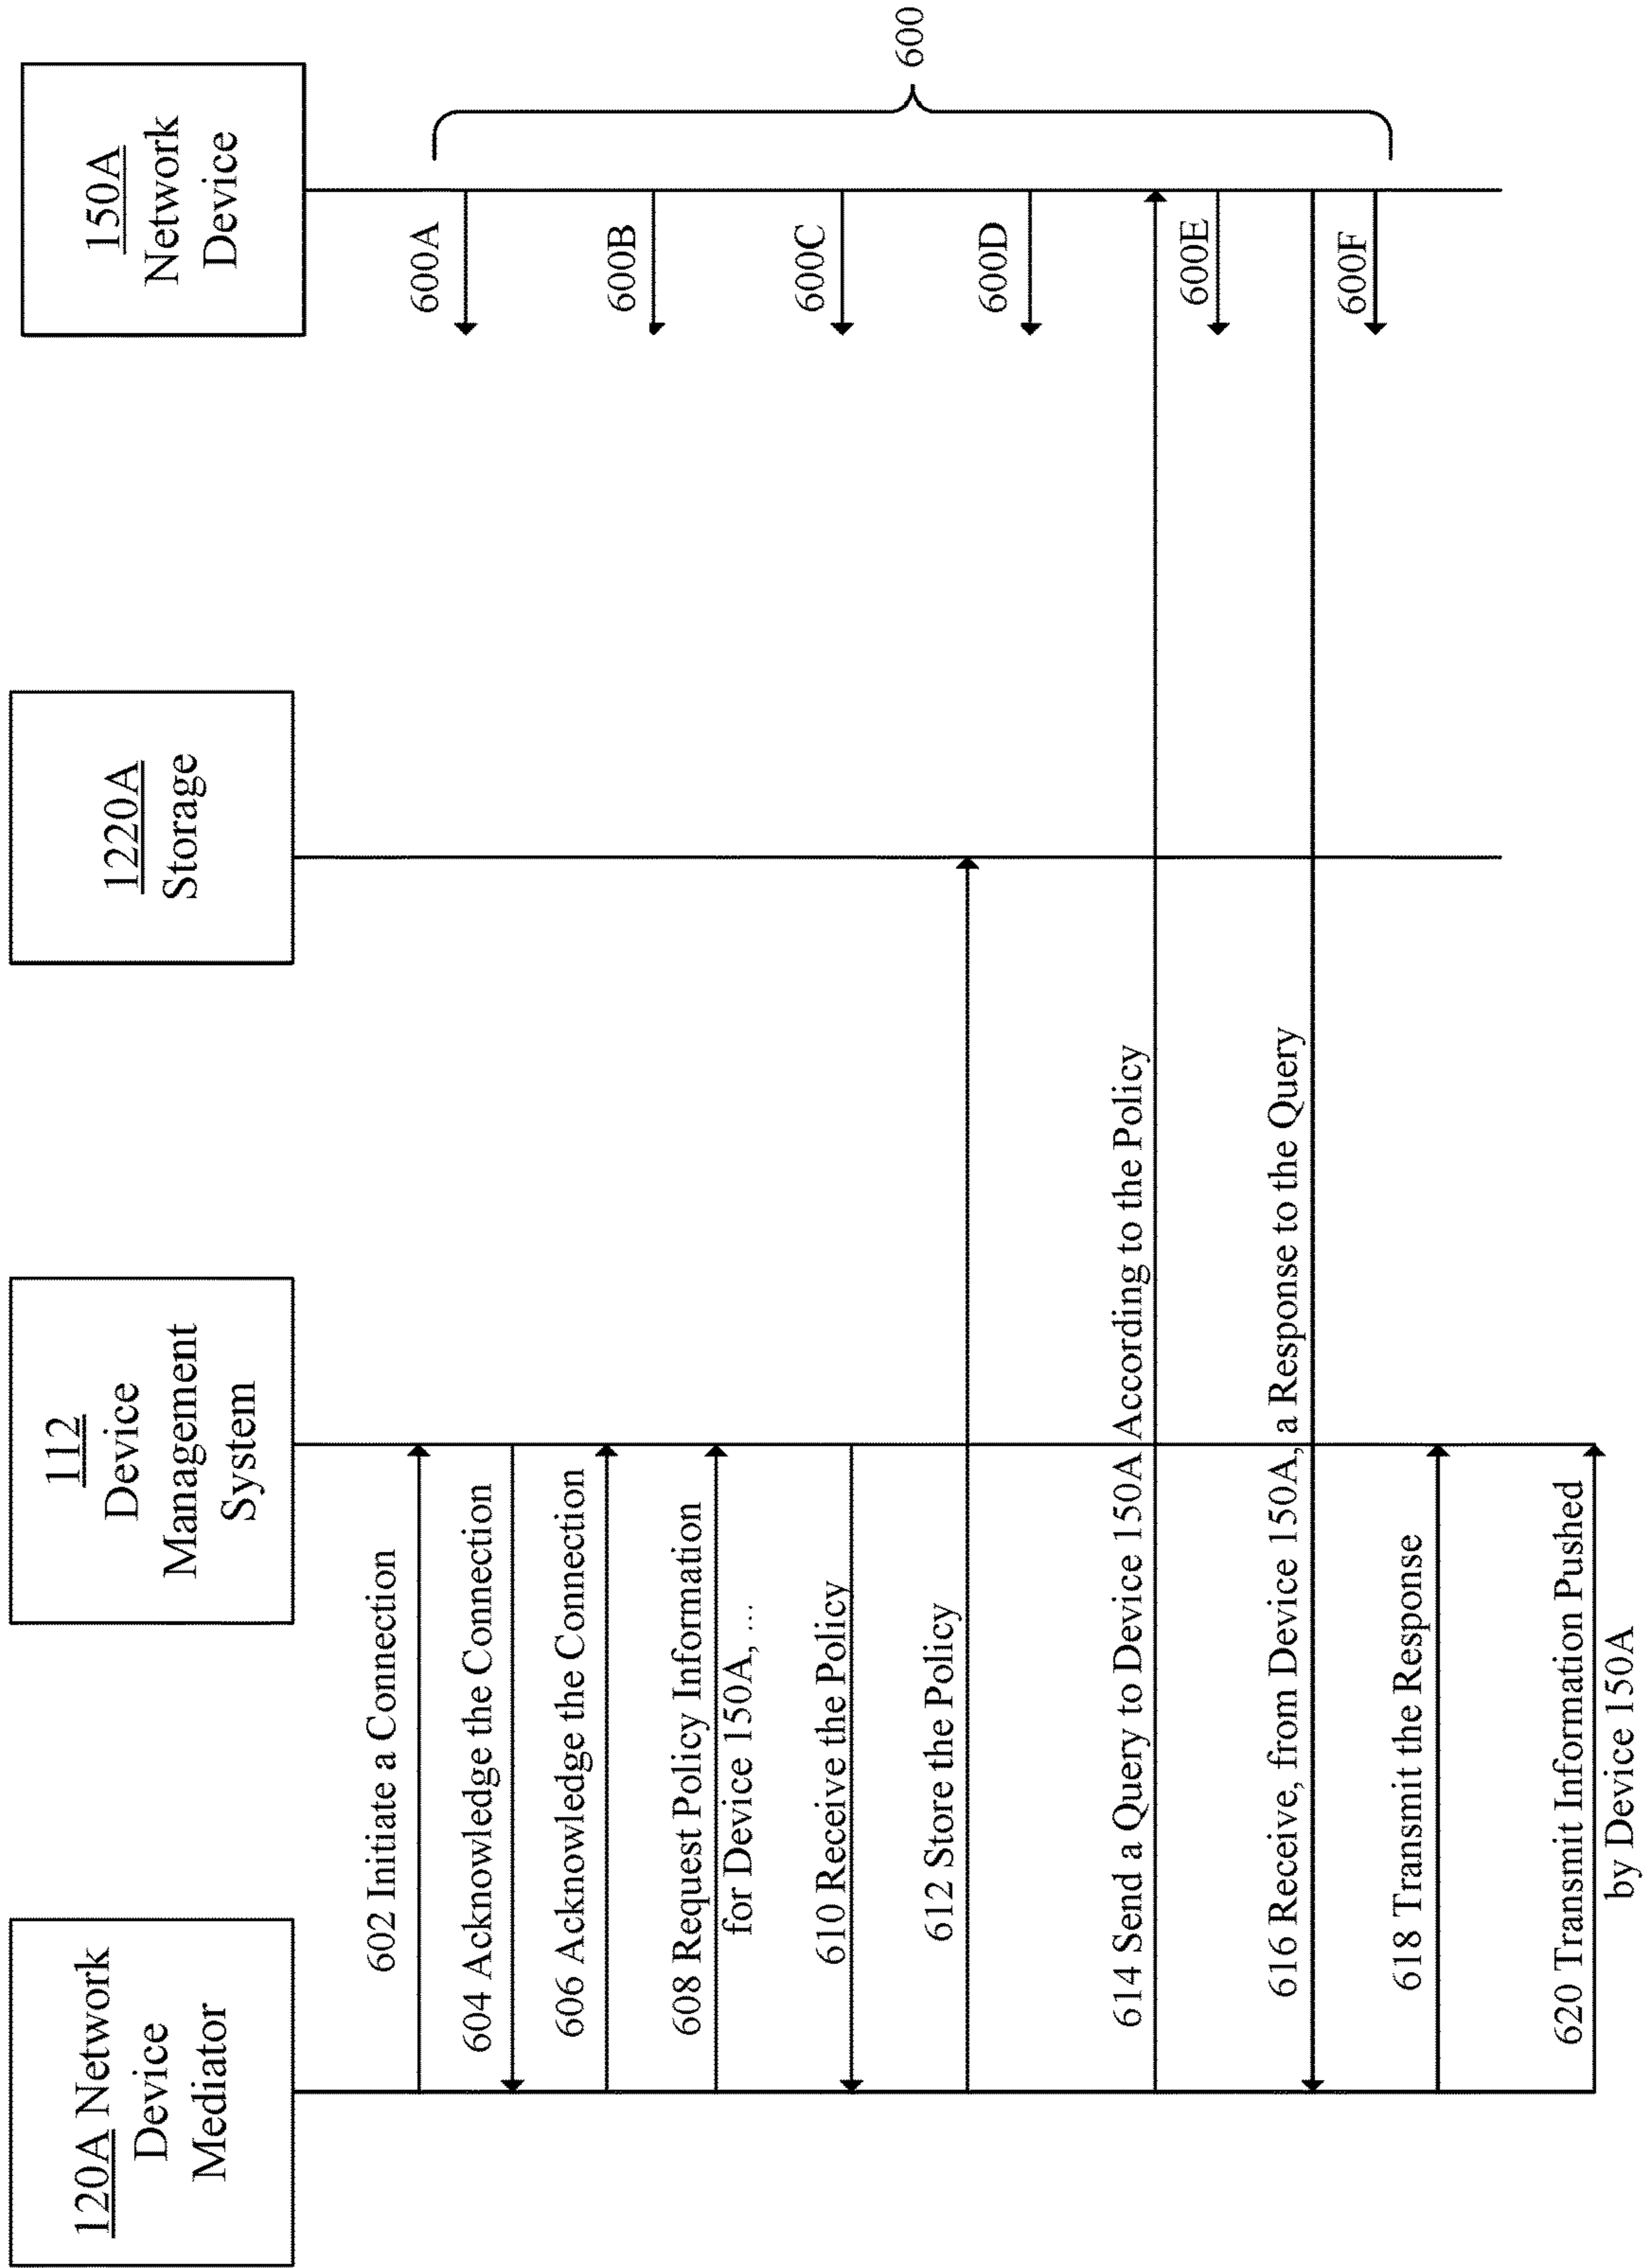 120A Network
Device
Mediator
112
Device
Management
System
1220A
Storage
150A
Network
Device
602 Initiate a Connection
604 Acknowledge the Connection
606 Acknowledge the Connection
608 Request Policy Information
for Device 150A, ...
610 Receive the Policy
612 Store the Policy
614 Send a Query to Device 150A According to the Policy
616 Receive, from Device 150A, a Response to the Query
618 Transmit the Response
620 Transmit Information Pushed
by Device 150A
600A
600B
600C
600D
600E
600F
600